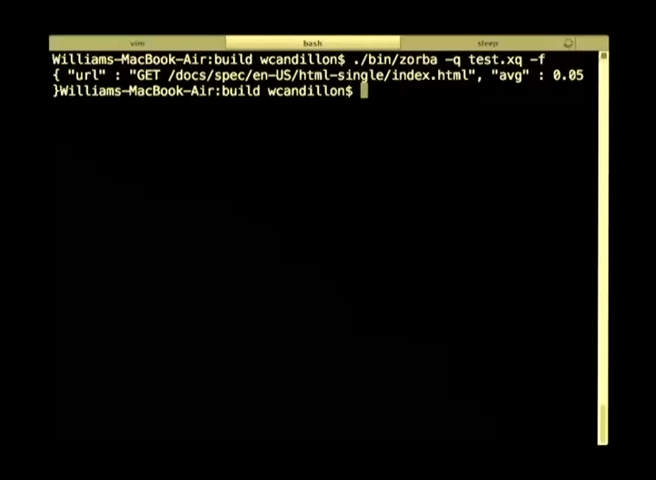 vim bash sleep
Williams-MacBook-Air:build wcandillon$ ./bin/zorba -q test.xq -f
{ "url" : "GET /docs/spec/en-US/html-single/index.html", "avg" : 0.05
}Williams-MacBook-Air:build wcandillon$